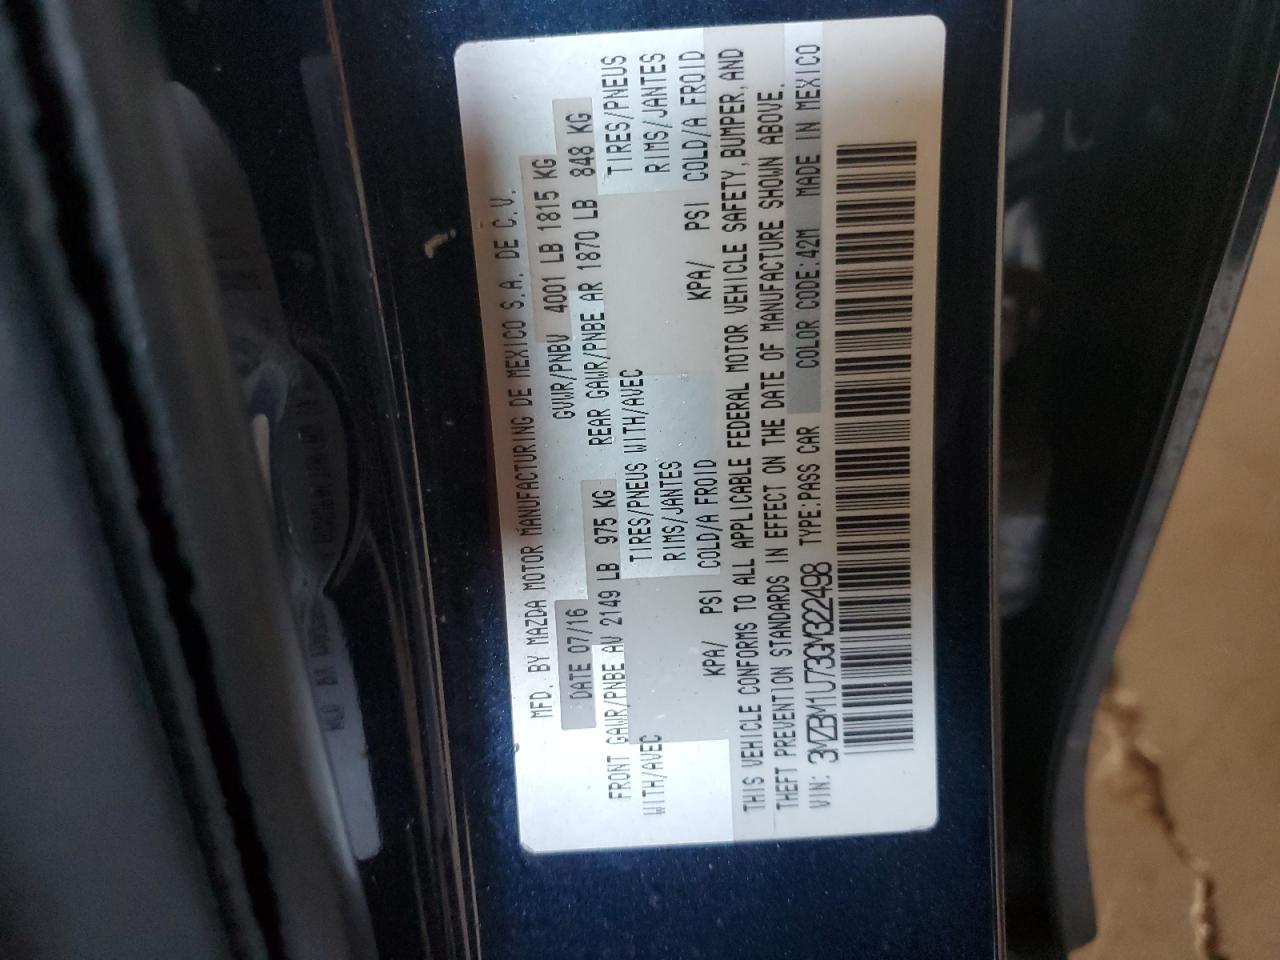 MFD. BY MAZDA MOTOR MANUFACTURING DE MEXICO S.A. DE C.V.
DATE 07/16 GVWR/PNBV 4001 LB 1815 KG
FRONT GAWR/PNBE AV 2149 LB 975 KG REAR GAWR/PNBE AR 1870 LB 848 KG
WITH/AVEC TIRES/PNEUS WITH/AVEC TIRES/PNEUS
RIMS/JANTES RIMS/JANTES
KPA/ PSI COLD/A FROID KPA/ PSI COLD/A FROID
THIS VEHICLE CONFORMS TO ALL APPLICABLE FEDERAL MOTOR VEHICLE SAFETY, BUMPER, AND
THEFT PREVENTION STANDARDS IN EFFECT ON THE DATE OF MANUFACTURE SHOWN ABOVE.
VIN: 3MZBM1U73GM322498 TYPE:PASS CAR COLOR CODE:42M MADE IN MEXICO